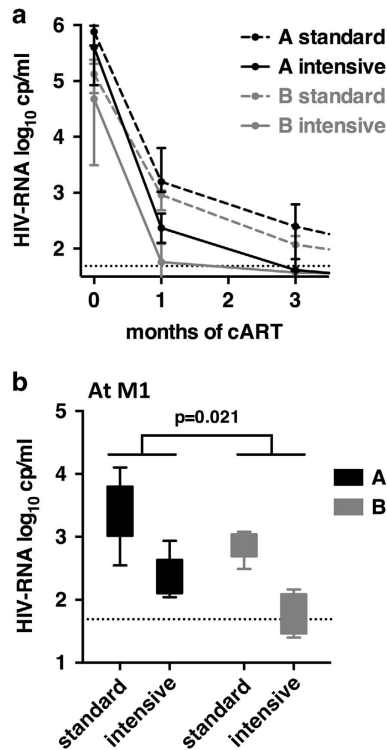 a
6
5
4
3
2
HIV-RNA log10 cp/ml
A standard
A intensive
B standard
B intensive
0 1 2 3
months of cART
b
At M1
p=0.021
5
4
3
2
1
HIV-RNA log10 cp/ml
A
B
standard intensive standard intensive